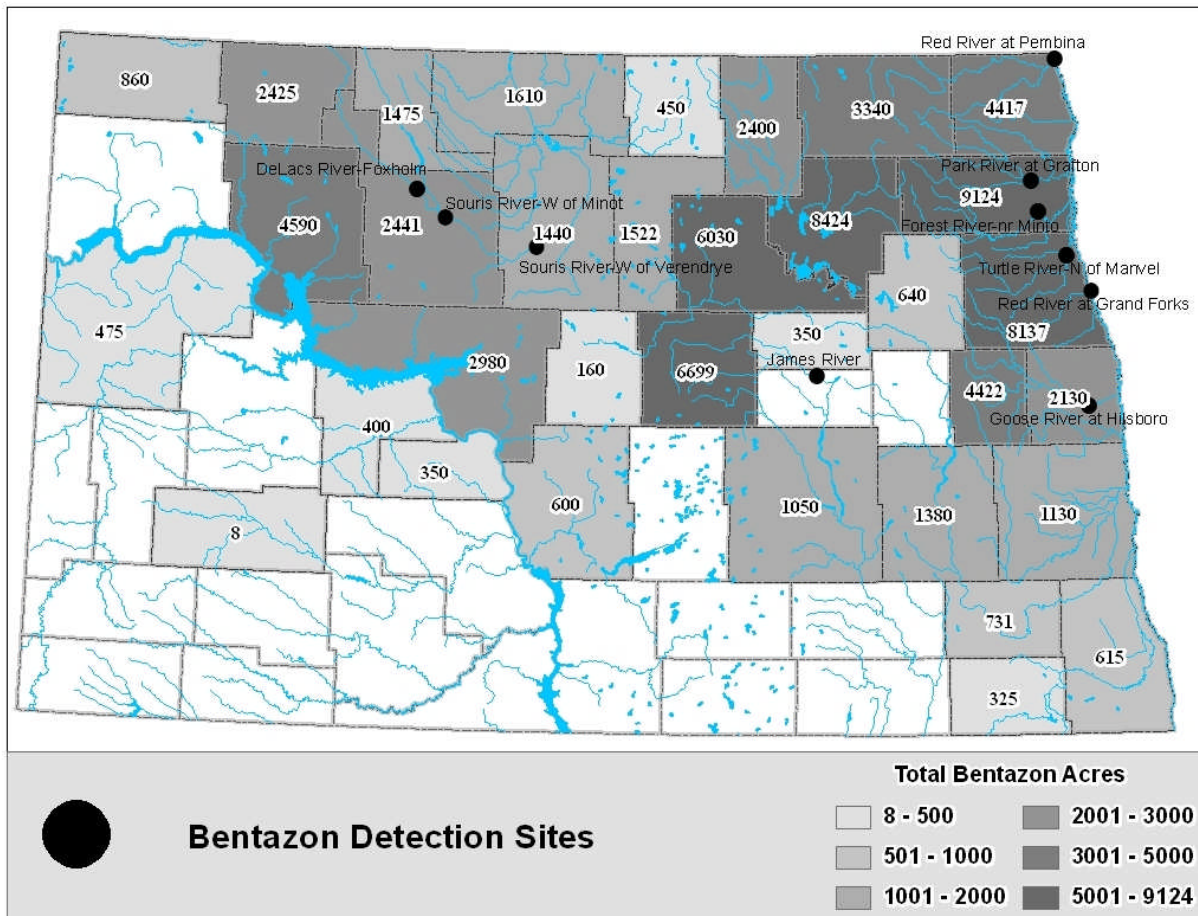 Red River at Pembina
860
2425
1475
1610
450
2400
3340
4417
DeLacs River-Foxholm
Park River at Grafton
9124
Souris River-W of Minot
4590
2441
1440
1522
6030
8424
Forest River-nr Minto
Souris River-W of Verendrye
Turtle River-N of Manvel
640
Red River at Grand Forks
475
350
8137
2980
160
6699
James River
4422
2130
Goose River at Hilsboro
400
350
600
1050
1380
1130
8
731
615
325
Total Bentazon Acres
Bentazon Detection Sites
8 - 500
2001 - 3000
501 - 1000
3001 - 5000
1001 - 2000
5001 - 9124